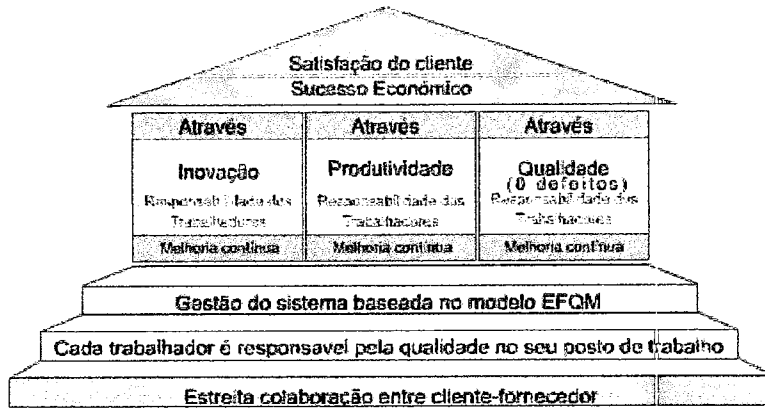 Satisfação do cliente
Sucesso Económico
Através
Através
Através
Inovação
Responsabilidade dos
Trabalhadores
Melhoria contínua
Produtividade
Responsabilidade dos
Trabalhadores
Melhoria contínua
Qualidade
(0 defeitos)
Responsabilidade dos
Trabalhadores
Melhoria contínua
Gestão do sistema baseada no modelo EFQM
Cada trabalhador é responsavel pela qualidade no seu posto de trabalho
Estreita colaboração entre cliente-fornecedor